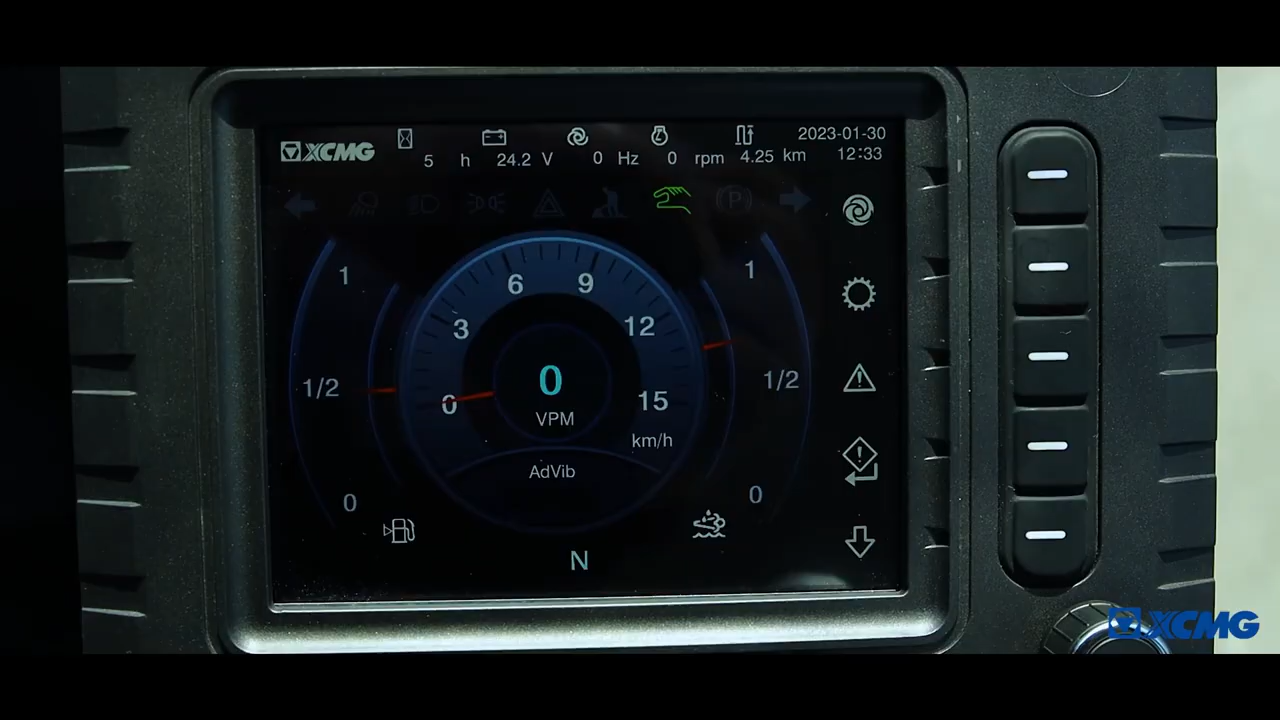 XCMG
5 h 24.2 V 0 Hz 0 rpm 4.25 km
2023-01-30
12:33
P
1 6 9 1
3 12
1/2 0 1/2
0 VPM 15
km/h
AdVib
0 0
N
XCMG